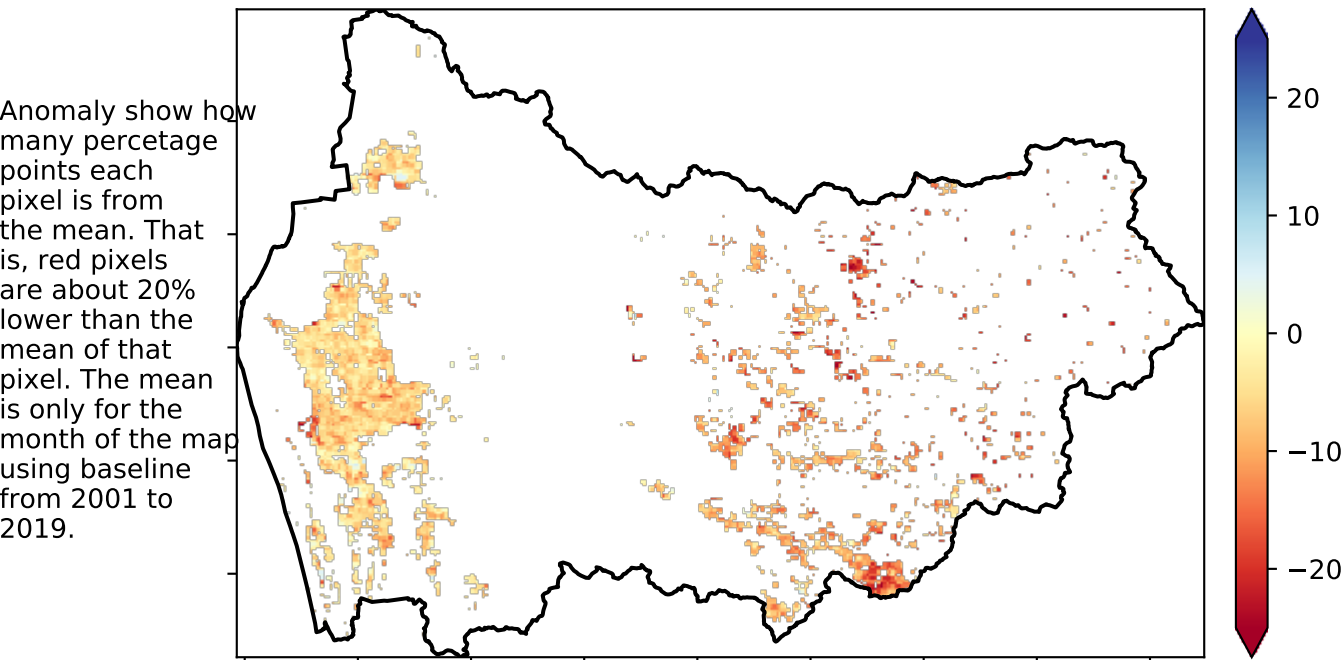 Anomaly show how
many percetage
points each
pixel is from
the mean. That
is, red pixels
are about 20%
lower than the
mean of that
pixel. The mean
is only for the
month of the map
using baseline
from 2001 to
2019.
20
10
0
−10
−20